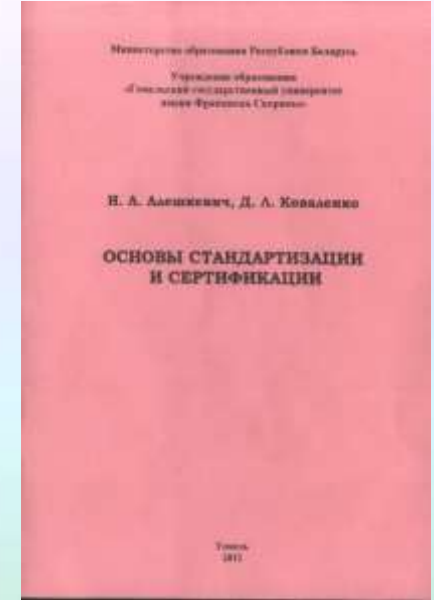 Министерство образования Республики Беларусь
Учреждение образования
«Гомельский государственный университет
имени Франциска Скорины»
Н. А. Алешкевич, Д. Л. Коваленко
ОСНОВЫ СТАНДАРТИЗАЦИИ
И СЕРТИФИКАЦИИ
Гомель